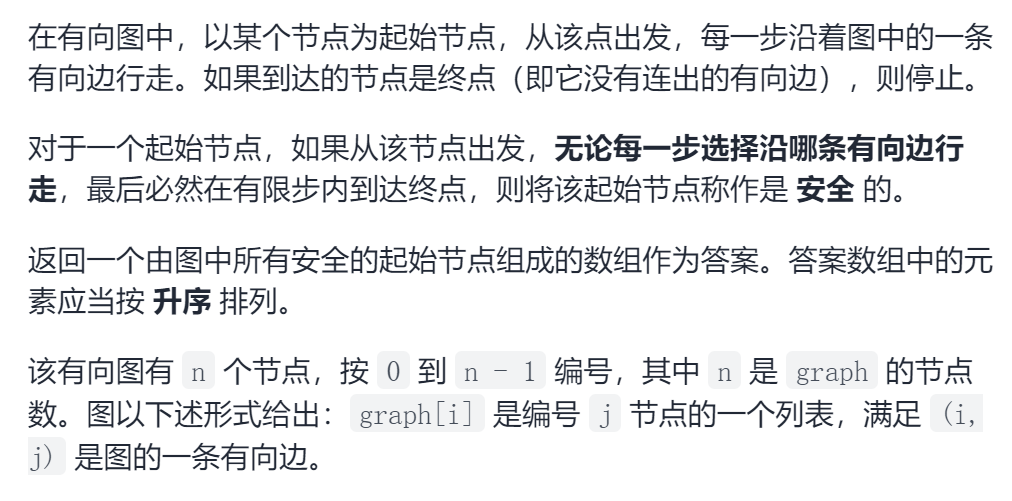 在有向图中，以某个节点为起始节点，从该点出发，每一步沿着图中的一条
有向边行走。如果到达的节点是终点（即它没有连出的有向边），则停止。
对于一个起始节点，如果从该节点出发，无论每一步选择沿哪条有向边行
走，最后必然在有限步内到达终点，则将该起始节点称作是 安全 的。
返回一个由图中所有安全的起始节点组成的数组作为答案。答案数组中的元
素应当按 升序 排列。
该有向图有 n 个节点，按 0 到 n - 1 编号，其中 n 是 graph 的节点
数。图以下述形式给出：graph[i] 是编号 j 节点的一个列表，满足 (i,
j) 是图的一条有向边。